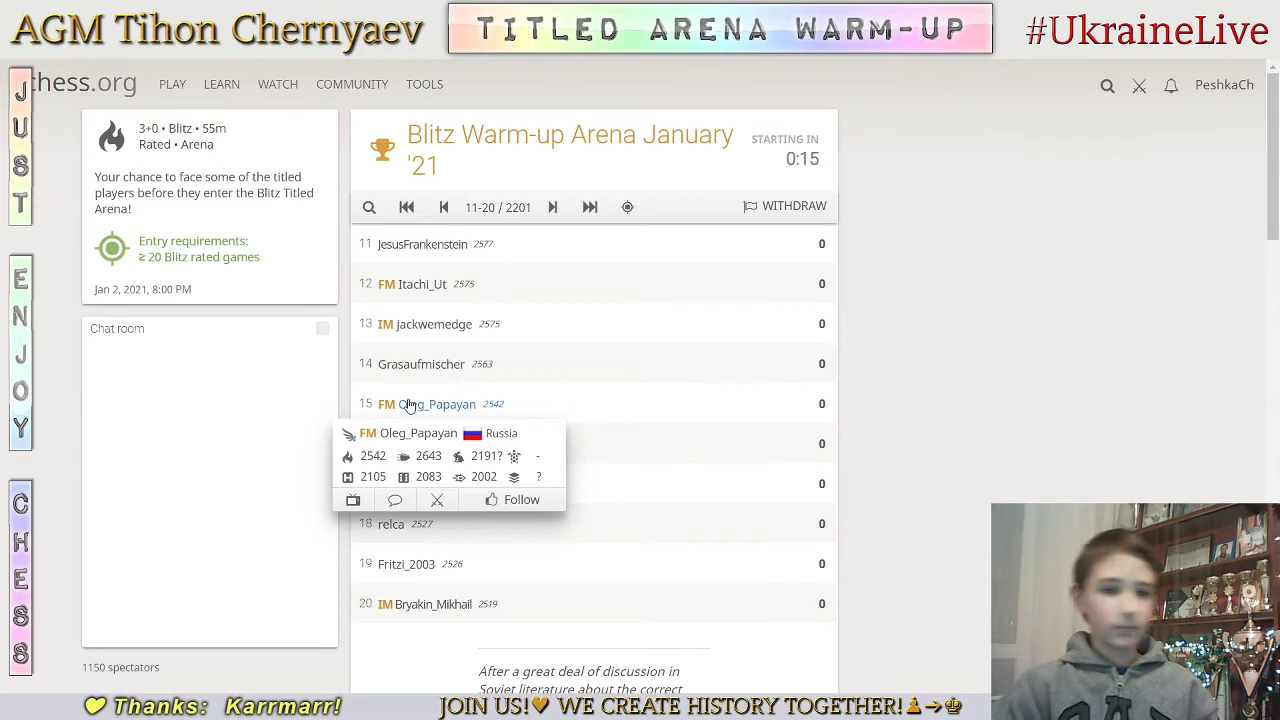 AGM Tihon Chernyaev
TITLED ARENA WARM-UP
#UkraineLive
JUST
ENJOY
CHESS
chess.org
PLAY LEARN WATCH COMMUNITY TOOLS
PeshkaCh
3+0 • Blitz • 55m
Rated • Arena
Your chance to face some of the titled
players before they enter the Blitz Titled
Arena!
Entry requirements:
≥ 20 Blitz rated games
Jan 2, 2021, 8:00 PM
Chat room
1150 spectators
Blitz Warm-up Arena January
'21
STARTING IN
0:15
11-20 / 2201
WITHDRAW
11 JesusFrankenstein 2577 0
12 FM Itachi_Ut 2575 0
13 IM jackwemedge 2575 0
14 Grasaufmischer 2563 0
15 FM Oleg_Papayan 2542 0
FM Oleg_Papayan Russia
0
2542 2643 2191? -
2105 2083 2002 ?
0
Follow
18 relca 2527 0
19 Fritzi_2003 2526 0
20 IM Bryakin_Mikhail 2519 0
After a great deal of discussion in
Soviet literature about the correct
Thanks: Karrmarr!
JOIN US! WE CREATE HISTORY TOGETHER!